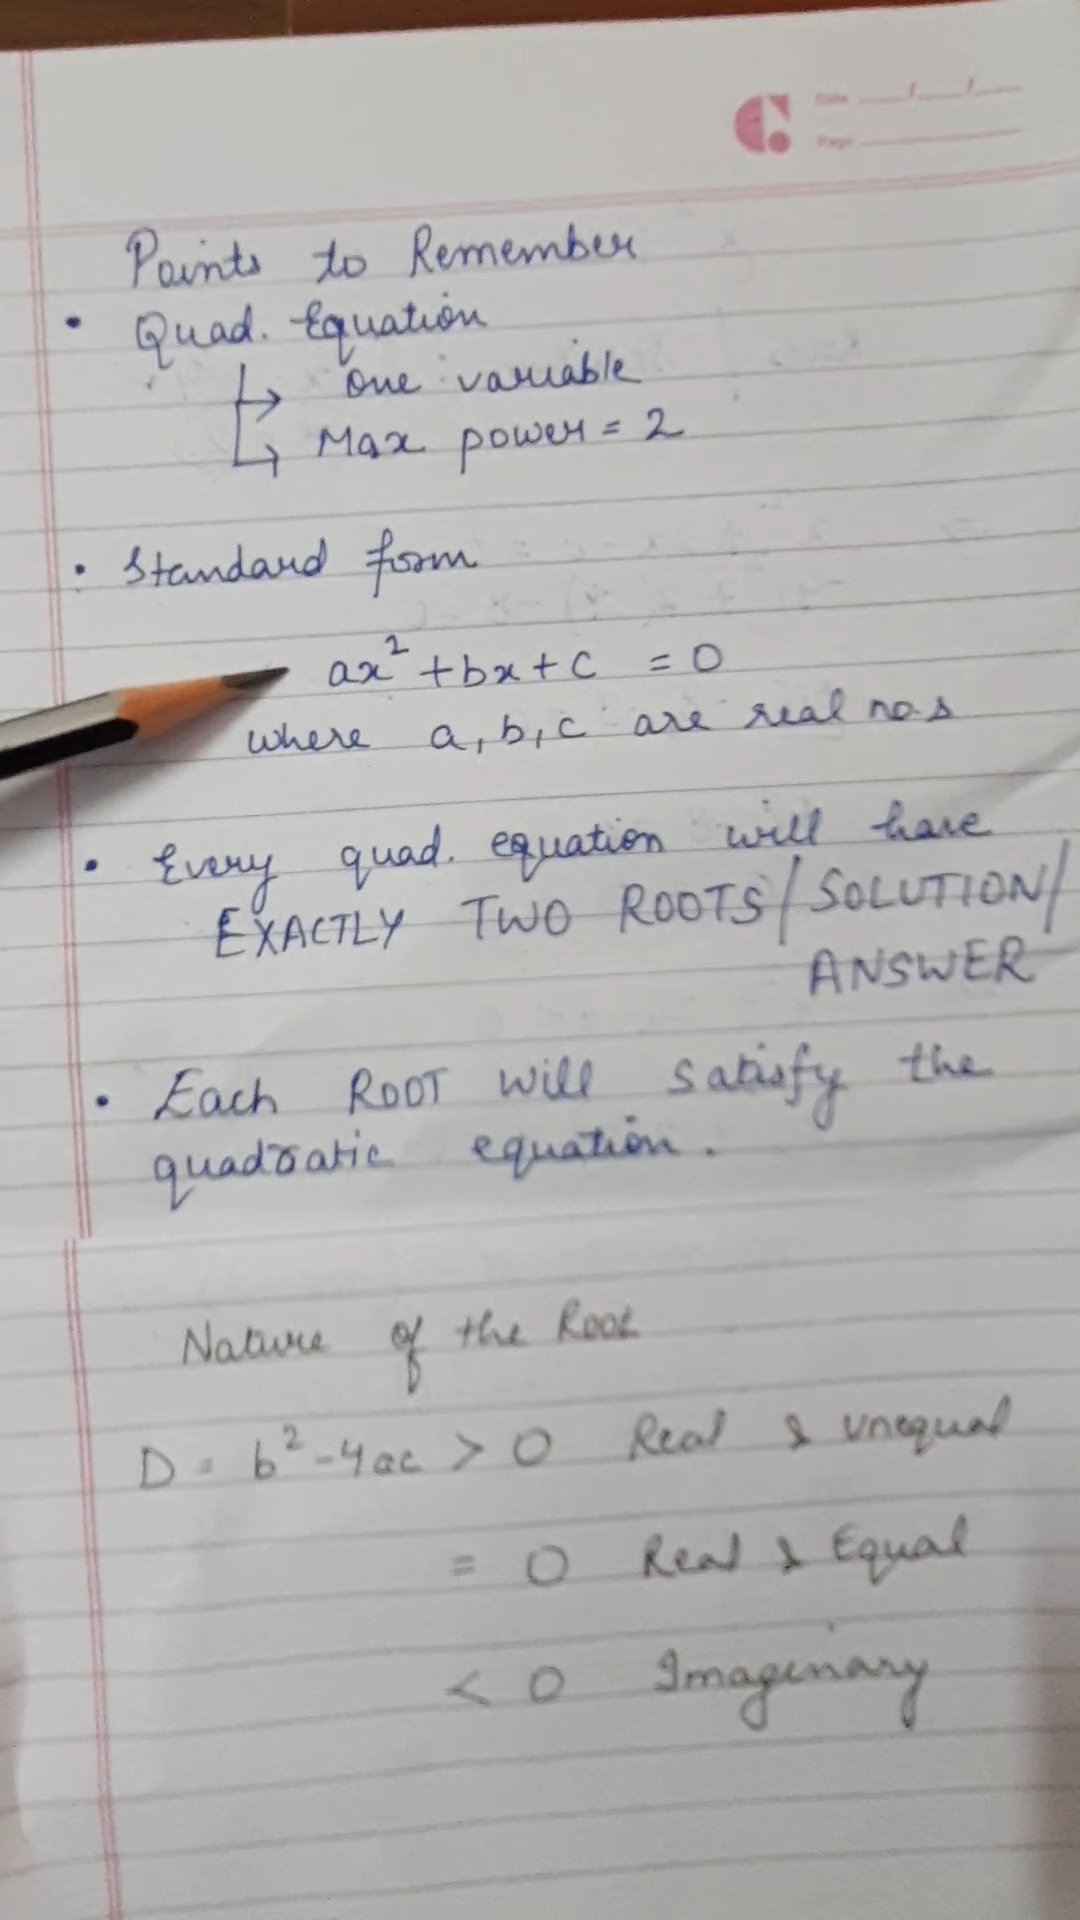 Date / /
Page
Points to Remember
• Quad. Equation
↳ One variable
↳ Max power = 2
• Standard form
ax² + bx + c = 0
where a, b, c are real no.s
• Every quad. equation will have
EXACTLY TWO ROOTS / SOLUTION /
ANSWER
• Each ROOT will satisfy the
quadratic equation.
Nature of the Root
D = b² - 4ac > 0 Real & Unequal
= 0 Real & Equal
< 0 Imaginary